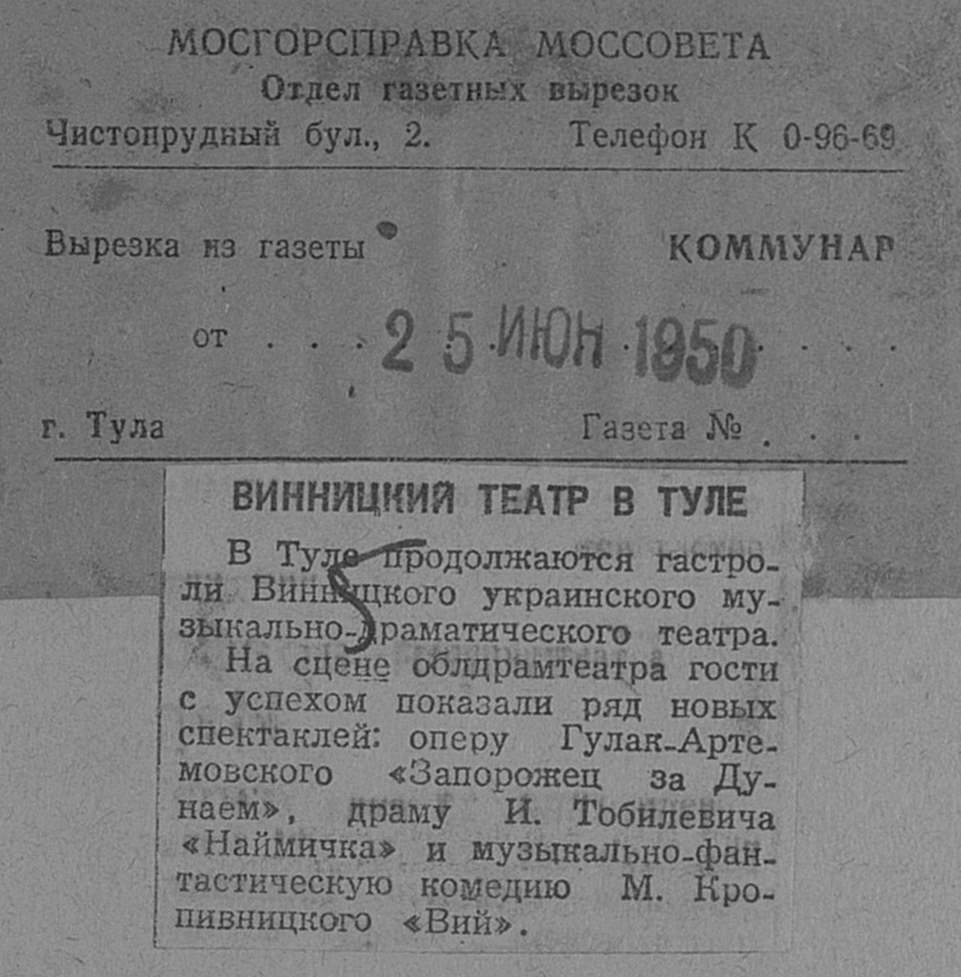 МОСГОРСПРАВКА МОССОВЕТА
Отдел газетных вырезок
Чистопрудный бул., 2. Телефон К 0-96-69
Вырезка из газеты КОММУНАР
от . . . 25 ИЮН 1950 . . . .
г. Тула Газета № . . .
ВИННИЦКИЙ ТЕАТР В ТУЛЕ
В Туле продолжаются гастро-
ли Винницкого украинского му-
зыкально-драматического театра.
На сцене облдрамтеатра гости
с успехом показали ряд новых
спектаклей: оперу Гулак-Арте-
мовского «Запорожец за Ду-
наем», драму И. Тобилевича
«Наймичка» и музыкально-фан-
тастическую комедию М. Кро-
пивницкого «Вий».